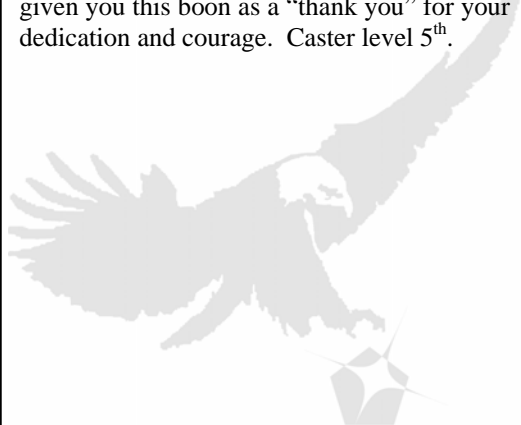 given you this boon as a “thank you” for your
dedication and courage.  Caster level 5th.